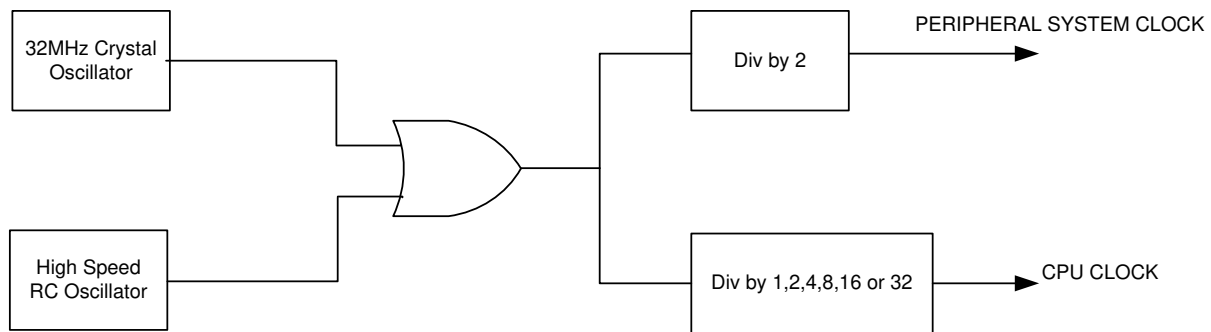 32MHz Crystal
Oscillator
Div by 2
PERIPHERAL SYSTEM CLOCK
High Speed
RC Oscillator
Div by 1,2,4,8,16 or 32
CPU CLOCK